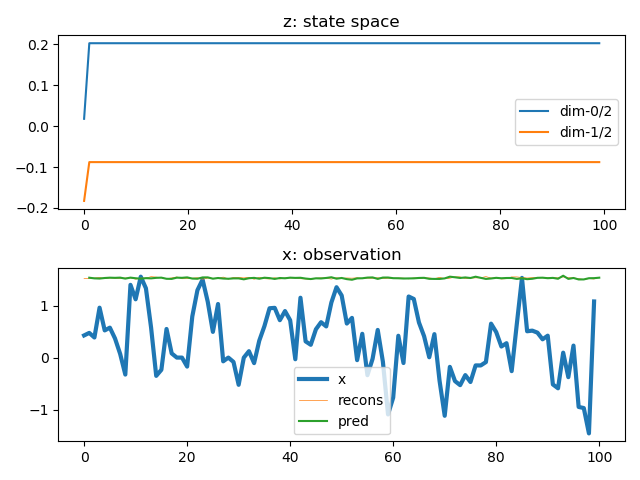 z: state space
0.2
0.1
0.0
−0.1
−0.2
dim-0/2
dim-1/2
0
20
40
60
80
100
x: observation
1
0
−1
x
recons
pred
0
20
40
60
80
100